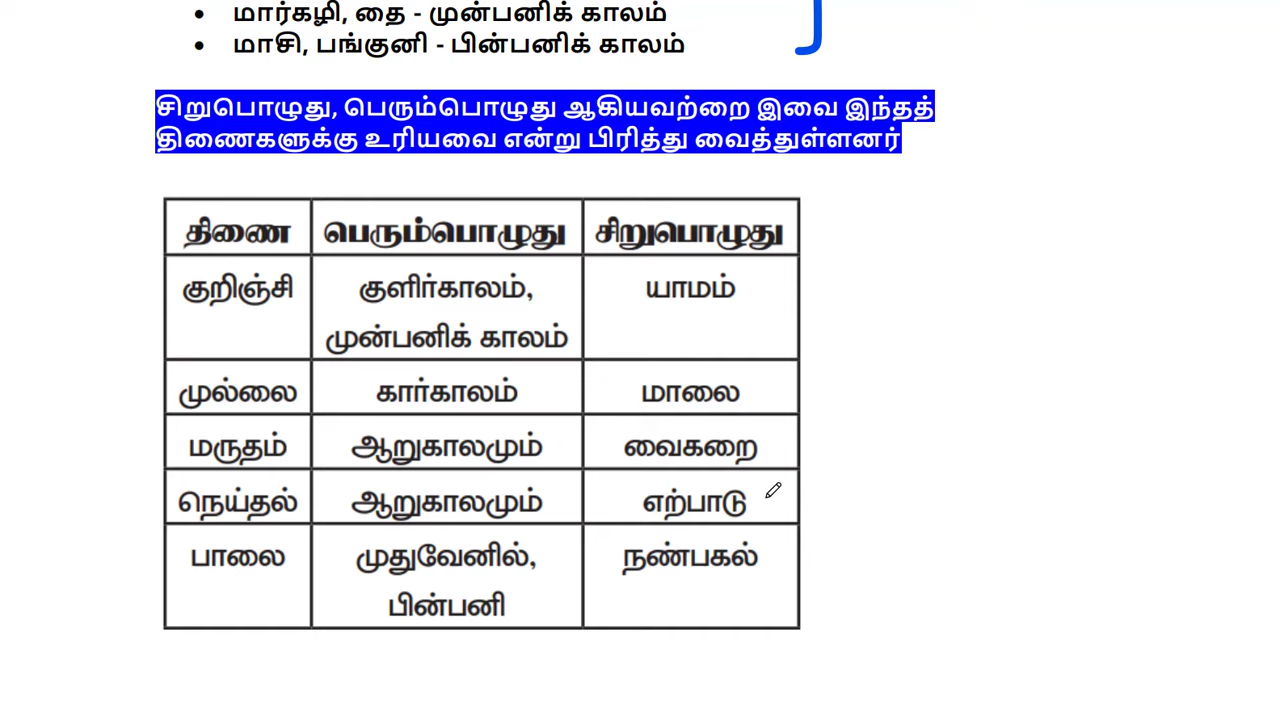 • மார்கழி, தை - முன்பனிக் காலம்
• மாசி, பங்குனி - பின்பனிக் காலம்
சிறுபொழுது, பெரும்பொழுது ஆகியவற்றை இவை இந்தத்
திணைகளுக்கு உரியவை என்று பிரித்து வைத்துள்ளனர்
திணை பெரும்பொழுது சிறுபொழுது
குறிஞ்சி குளிர்காலம், யாமம்
முன்பனிக் காலம்
முல்லை கார்காலம் மாலை
மருதம் ஆறுகாலமும் வைகறை
நெய்தல் ஆறுகாலமும் எற்பாடு
பாலை முதுவேனில், நண்பகல்
பின்பனி